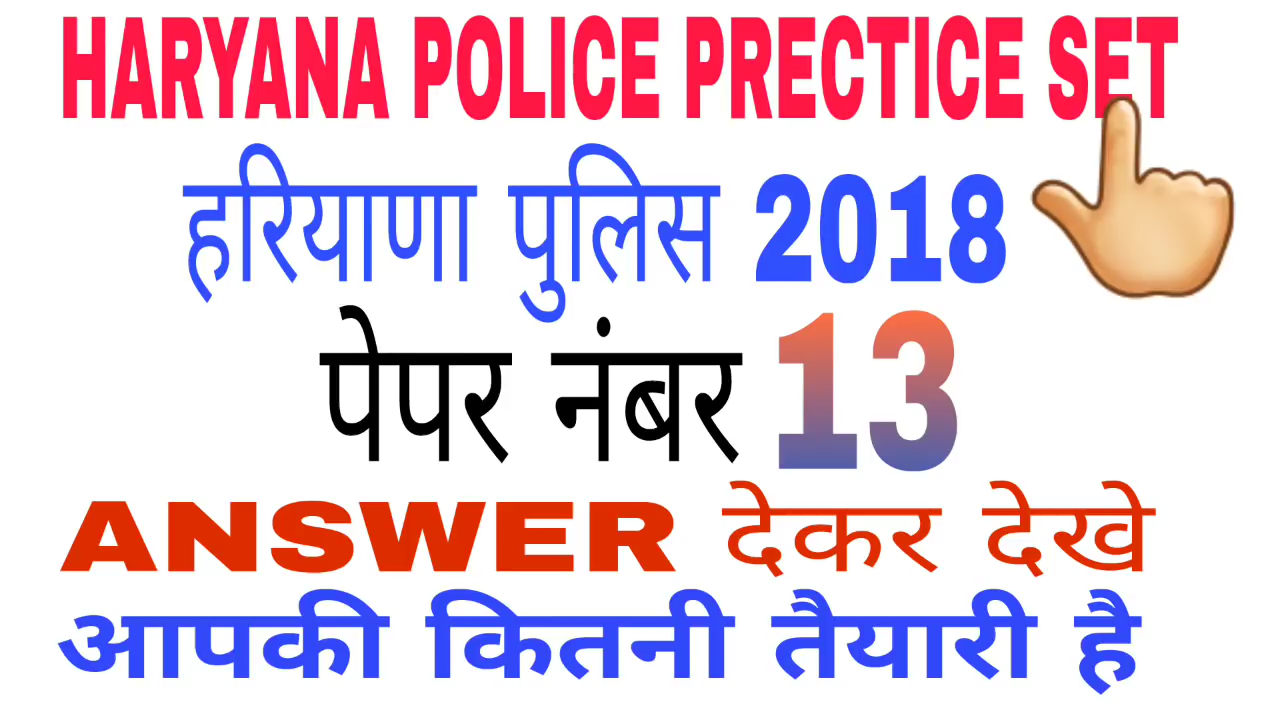 HARYANA POLICE PRECTICE SET
हरियाणा पुलिस 2018
पेपर नंबर 13
ANSWER देकर देखे
आपकी कितनी तैयारी है